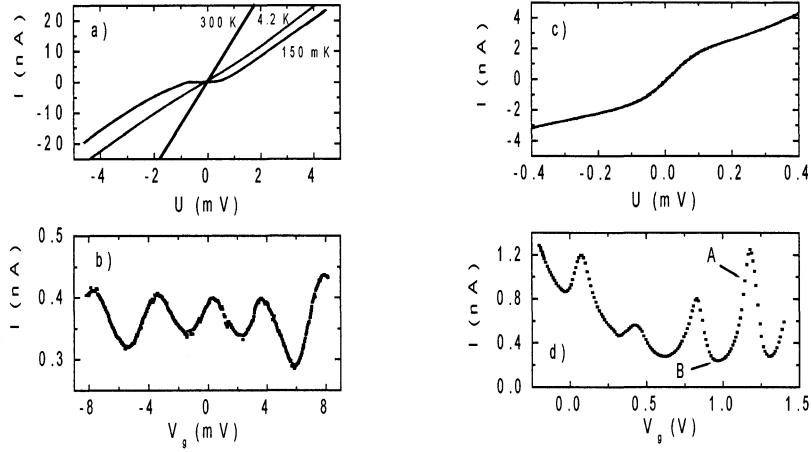 a)
300 K
4.2 K
150 mK
I (nA)
20
10
0
-10
-20
-4
-2
0
2
4
U (mV)
c)
I (nA)
4
2
0
-2
-4
-0.4
-0.2
0.0
0.2
0.4
U (mV)
b)
I (nA)
0.5
0.4
0.3
-8
-4
0
4
8
Vg (mV)
d)
A
B
I (nA)
1.2
0.8
0.4
0.0
0.0
0.5
1.0
1.5
Vg (V)